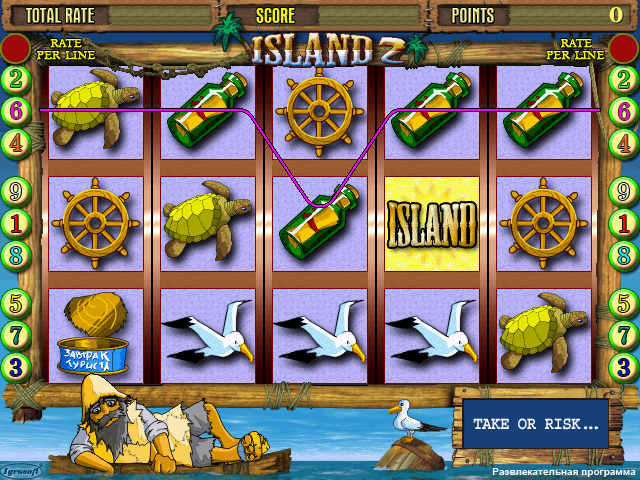 TOTAL RATE SCORE POINTS 0
ISLAND 2
RATE PER LINE
RATE PER LINE
2 2
6 6
4 4
9 9
ISLAND
1 1
8 8
5 5
ЗАВТРАК
ТУРИСТА
7 7
3 3
TAKE OR RISK...
Igrosoft
Развлекательная программа